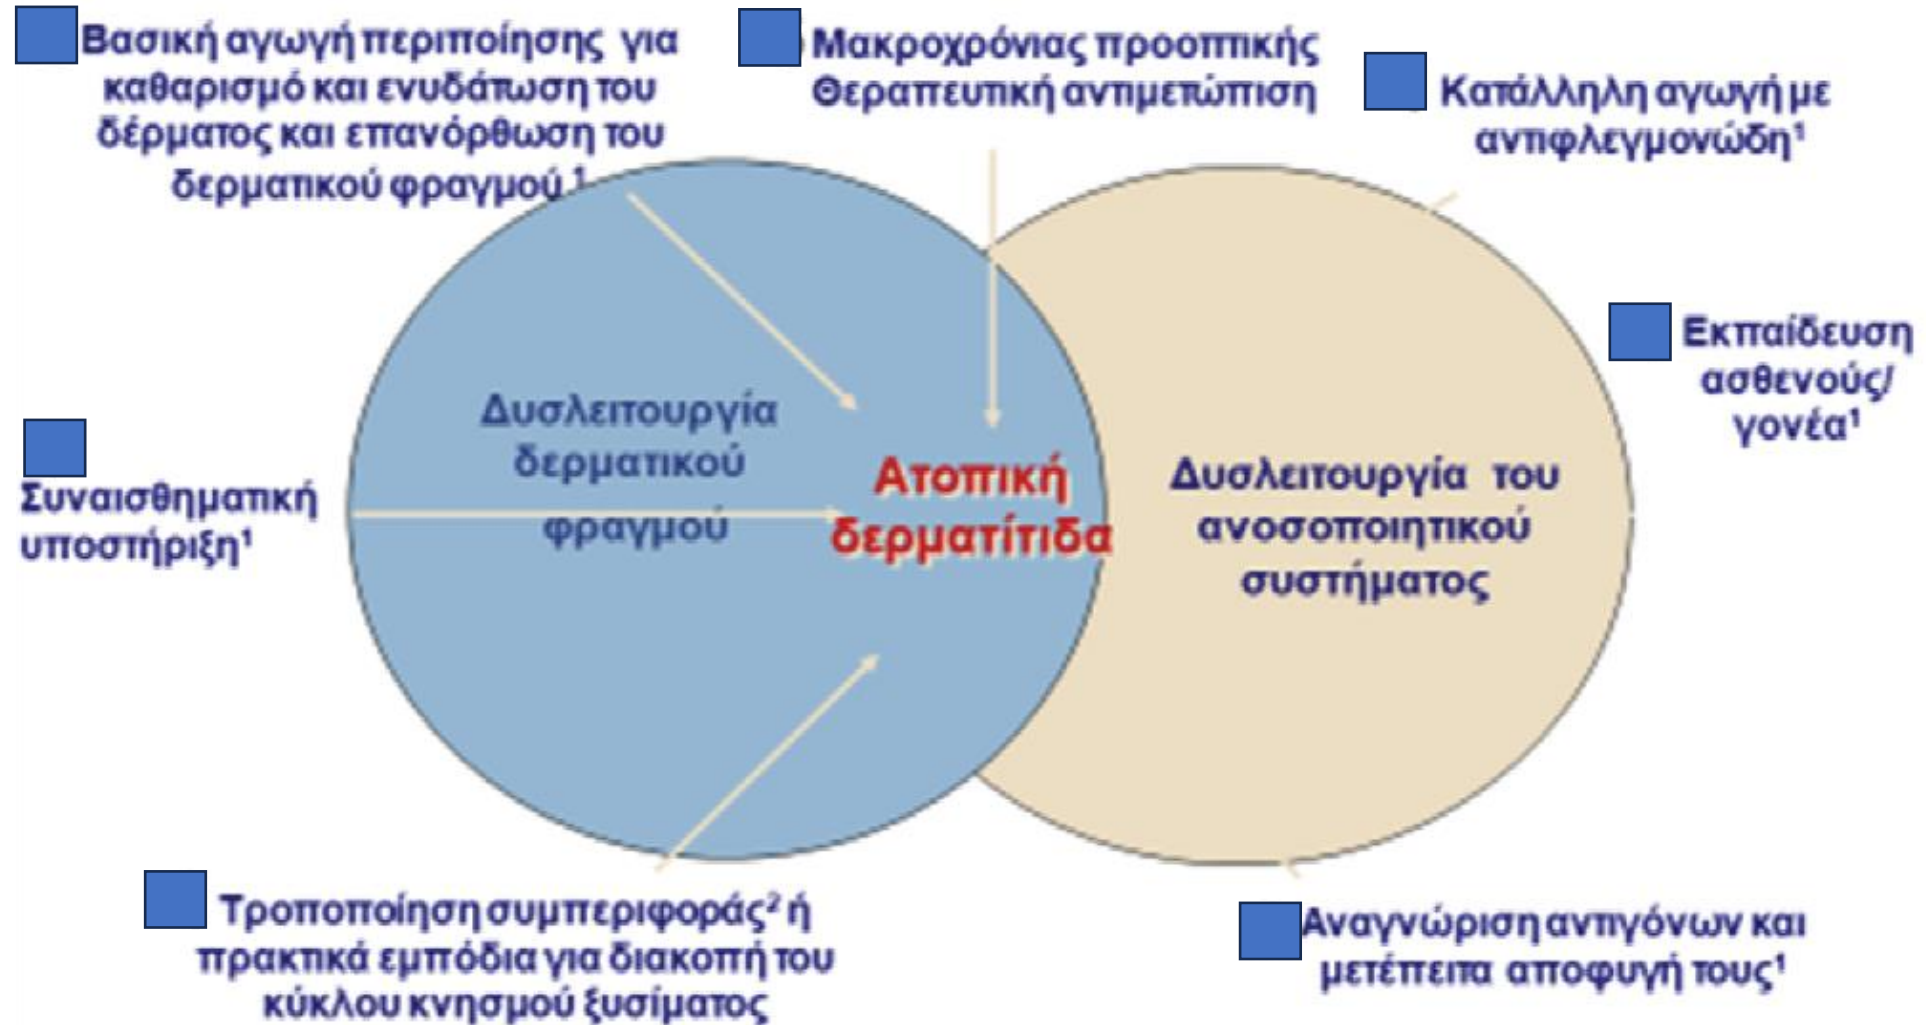 Βασική αγωγή περιποίησης για
καθαρισμό και ενυδάτωση του
δέρματος και επανόρθωση του
δερματικού φραγμού.¹
Μακροχρόνιας προοπτικής
Θεραπευτική αντιμετώπιση
Κατάλληλη αγωγή με
αντιφλεγμονώδη¹
Εκπαίδευση
ασθενούς/
γονέα¹
Δυσλειτουργία
δερματικού
φραγμού
Ατοπική
δερματίτιδα
Δυσλειτουργία του
ανοσοποιητικού
συστήματος
Συναισθηματική
υποστήριξη¹
Τροποποίηση συμπεριφοράς² ή
πρακτικά εμπόδια για διακοπή του
κύκλου κνησμού ξυσίματος
Αναγνώριση αντιγόνων και
μετέπειτα αποφυγή τους¹